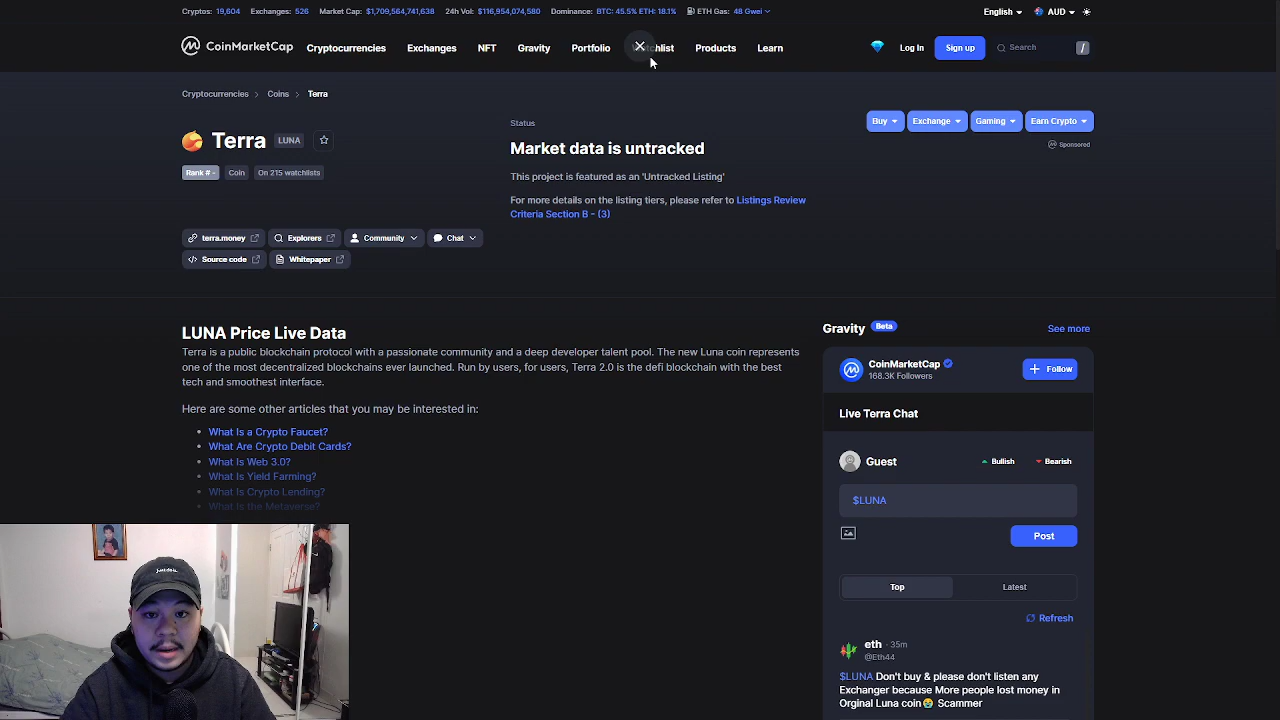 Cryptos: 19,604 Exchanges: 526 Market Cap: $1,709,564,741,638 24h Vol: $116,954,074,580 Dominance: BTC: 45.5% ETH: 18.1% ETH Gas: 48 Gwei
English AUD
CoinMarketCap Cryptocurrencies Exchanges NFT Gravity Portfolio Watchlist Products Learn Log In Sign up Search /
Cryptocurrencies > Coins > Terra
Terra LUNA
Rank # - Coin On 215 watchlists
terra.money Explorers Community Chat
Source code Whitepaper
Status
Market data is untracked
This project is featured as an 'Untracked Listing'
For more details on the listing tiers, please refer to Listings Review
Criteria Section B - (3)
Buy Exchange Gaming Earn Crypto
Sponsored
LUNA Price Live Data
Terra is a public blockchain protocol with a passionate community and a deep developer talent pool. The new Luna coin represents
one of the most decentralized blockchains ever launched. Run by users, for users, Terra 2.0 is the defi blockchain with the best
tech and smoothest interface.
Here are some other articles that you may be interested in:
What Is a Crypto Faucet?
What Are Crypto Debit Cards?
What Is Web 3.0?
What Is Yield Farming?
What Is Crypto Lending?
What Is the Metaverse?
Gravity Beta See more
CoinMarketCap
168.3K Followers
+ Follow
Live Terra Chat
Guest Bullish Bearish
$LUNA
Post
Top Latest
Refresh
eth · 35m
@Eth44
$LUNA Don't buy & please don't listen any
Exchanger because More people lost money in
Orginal Luna coin😭 Scammer